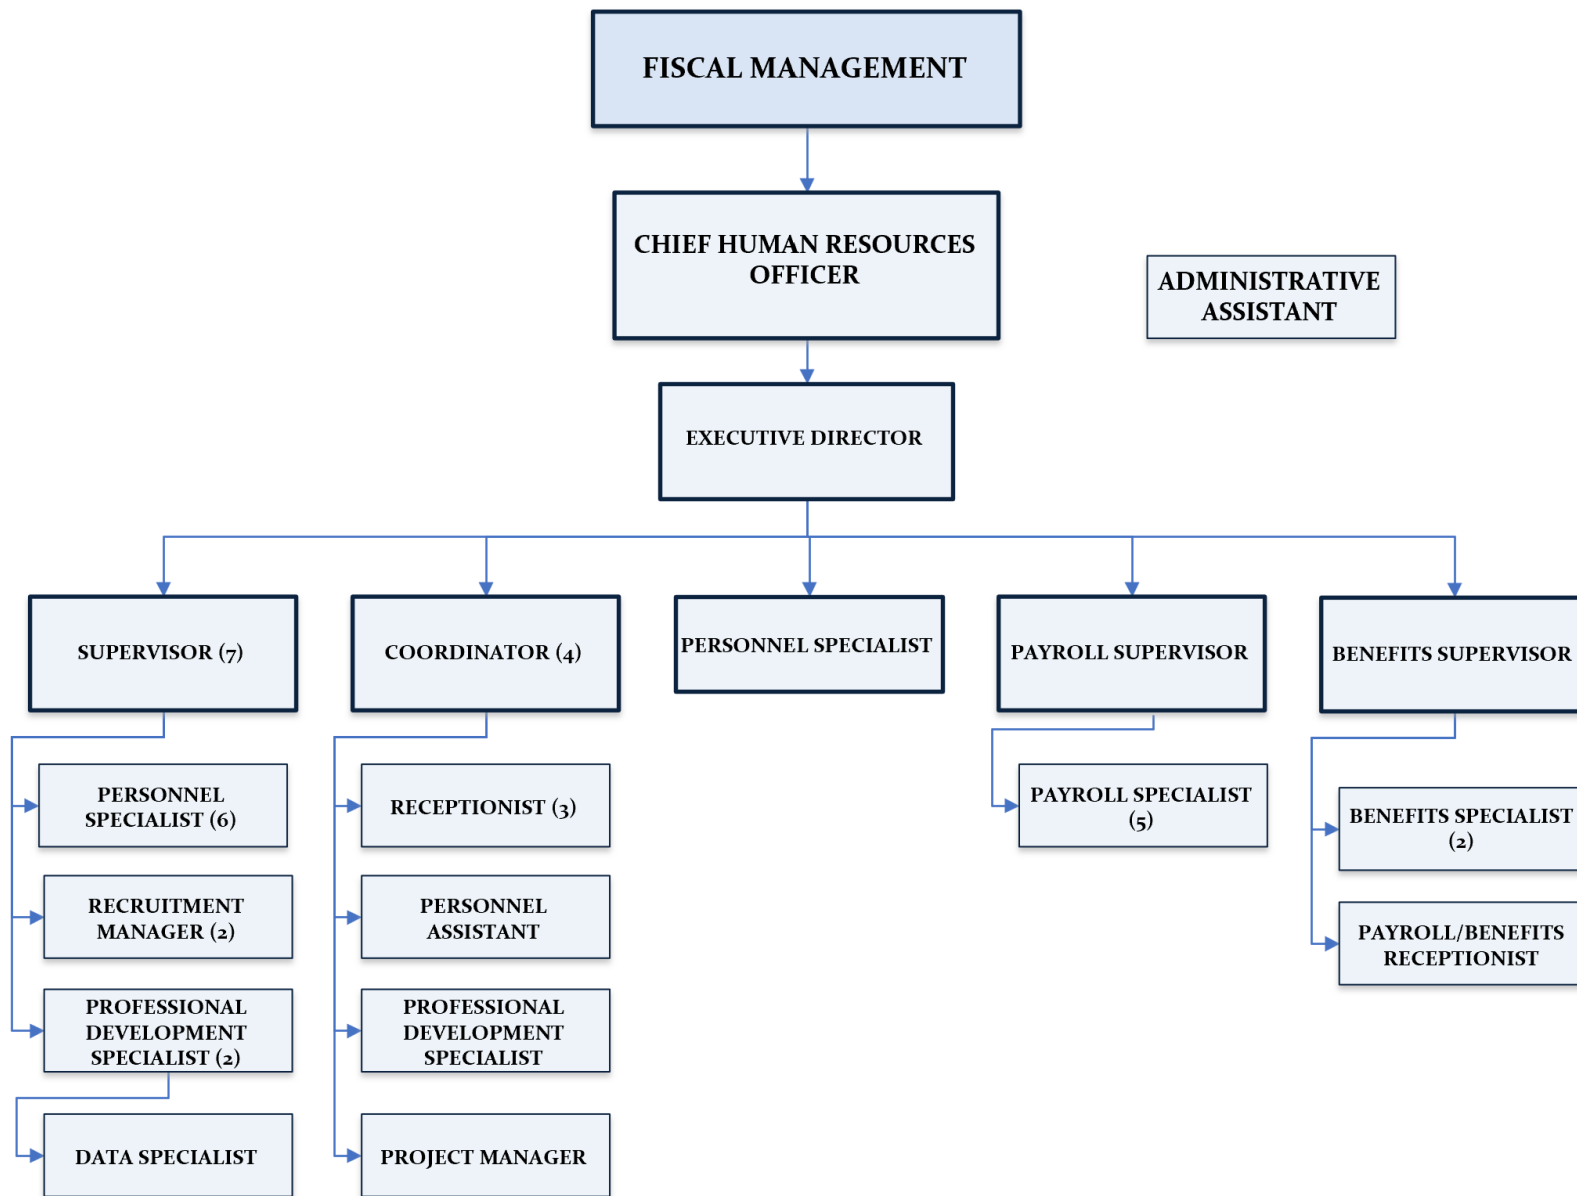 FISCAL MANAGEMENT
CHIEF HUMAN RESOURCES
OFFICER
ADMINISTRATIVE
ASSISTANT
EXECUTIVE DIRECTOR
SUPERVISOR (7)
COORDINATOR (4)
PERSONNEL SPECIALIST
PAYROLL SUPERVISOR
BENEFITS SUPERVISOR
PERSONNEL
SPECIALIST (6)
RECRUITMENT
MANAGER (2)
PROFESSIONAL
DEVELOPMENT
SPECIALIST (2)
DATA SPECIALIST
RECEPTIONIST (3)
PERSONNEL
ASSISTANT
PROFESSIONAL
DEVELOPMENT
SPECIALIST
PROJECT MANAGER
PAYROLL SPECIALIST
(5)
BENEFITS SPECIALIST
(2)
PAYROLL/BENEFITS
RECEPTIONIST